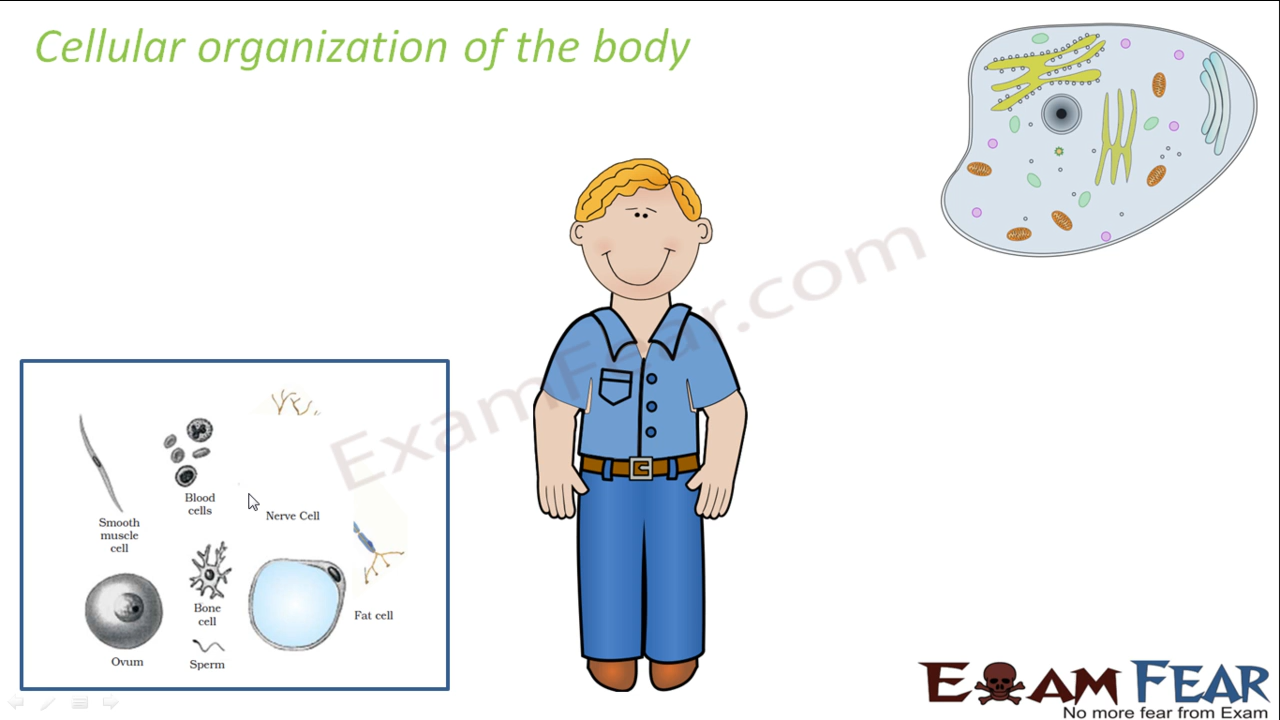 Cellular organization of the body
ExamFear.com
Blood
cells
Nerve Cell
Smooth
muscle
cell
Bone
cell
Fat cell
Ovum
Sperm
EXAM FEAR
No more fear from Exam